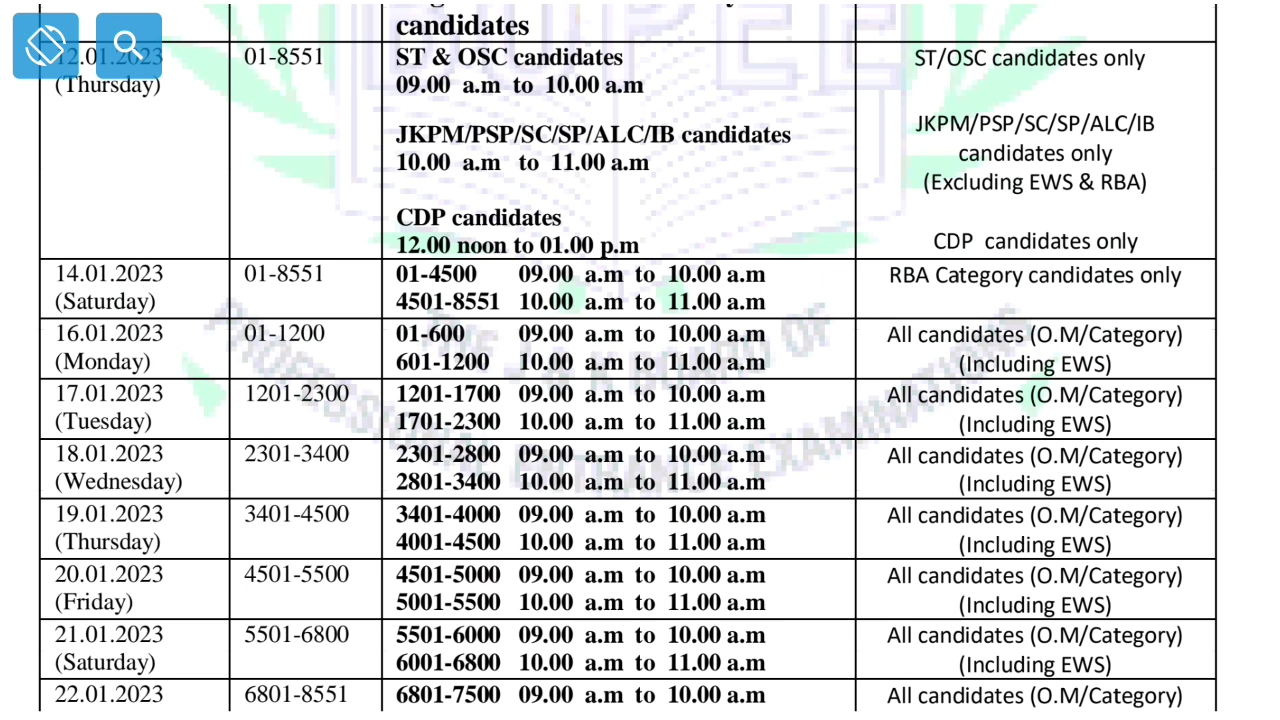 candidates
12.01.2023 01-8551 ST & OSC candidates ST/OSC candidates only
(Thursday) 09.00 a.m to 10.00 a.m
JKPM/PSP/SC/SP/ALC/IB candidates JKPM/PSP/SC/SP/ALC/IB
10.00 a.m to 11.00 a.m candidates only
(Excluding EWS & RBA)
CDP candidates
12.00 noon to 01.00 p.m CDP candidates only
14.01.2023 01-8551 01-4500 09.00 a.m to 10.00 a.m RBA Category candidates only
(Saturday) 4501-8551 10.00 a.m to 11.00 a.m
16.01.2023 01-1200 01-600 09.00 a.m to 10.00 a.m All candidates (O.M/Category)
(Monday) 601-1200 10.00 a.m to 11.00 a.m (Including EWS)
17.01.2023 1201-2300 1201-1700 09.00 a.m to 10.00 a.m All candidates (O.M/Category)
(Tuesday) 1701-2300 10.00 a.m to 11.00 a.m (Including EWS)
18.01.2023 2301-3400 2301-2800 09.00 a.m to 10.00 a.m All candidates (O.M/Category)
(Wednesday) 2801-3400 10.00 a.m to 11.00 a.m (Including EWS)
19.01.2023 3401-4500 3401-4000 09.00 a.m to 10.00 a.m All candidates (O.M/Category)
(Thursday) 4001-4500 10.00 a.m to 11.00 a.m (Including EWS)
20.01.2023 4501-5500 4501-5000 09.00 a.m to 10.00 a.m All candidates (O.M/Category)
(Friday) 5001-5500 10.00 a.m to 11.00 a.m (Including EWS)
21.01.2023 5501-6800 5501-6000 09.00 a.m to 10.00 a.m All candidates (O.M/Category)
(Saturday) 6001-6800 10.00 a.m to 11.00 a.m (Including EWS)
22.01.2023 6801-8551 6801-7500 09.00 a.m to 10.00 a.m All candidates (O.M/Category)
BOPEE
THE J & K BOARD OF
PROFESSIONAL ENTRANCE EXAMINATIONS